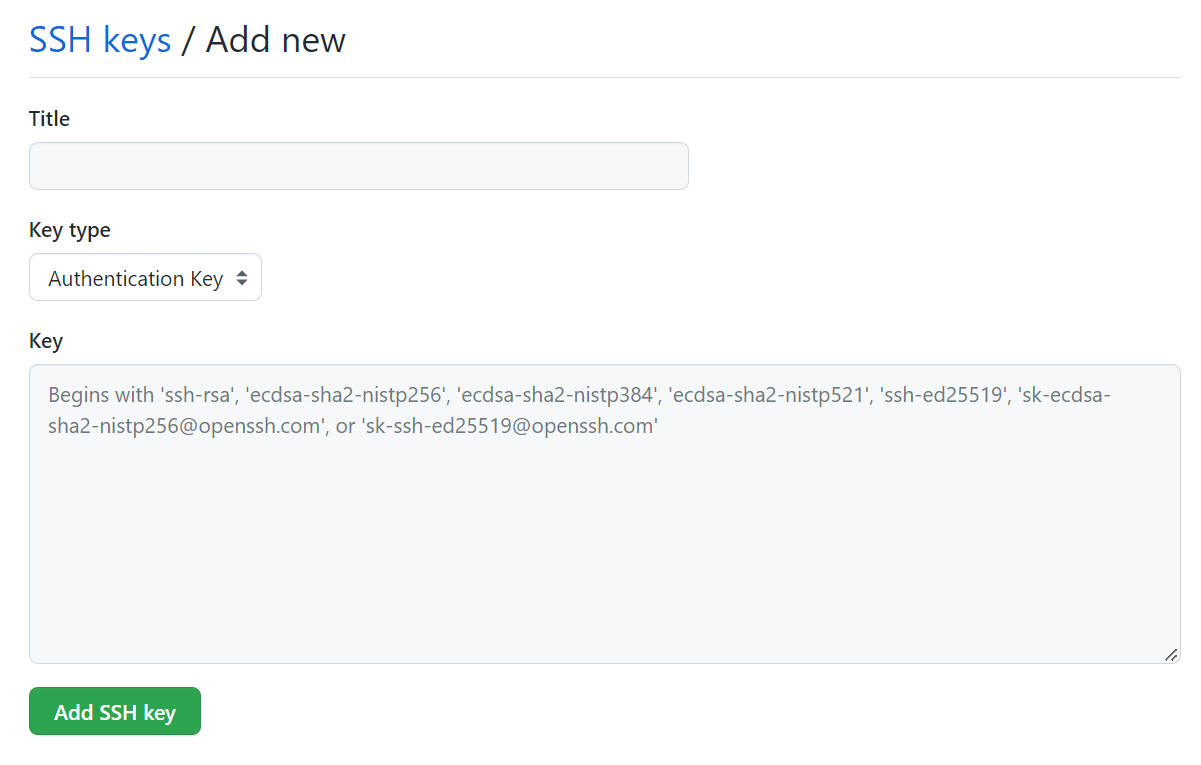 SSH keys / Add new
Title
Key type
Authentication Key
Key
Begins with 'ssh-rsa', 'ecdsa-sha2-nistp256', 'ecdsa-sha2-nistp384', 'ecdsa-sha2-nistp521', 'ssh-ed25519', 'sk-ecdsa-
sha2-nistp256@openssh.com', or 'sk-ssh-ed25519@openssh.com'
Add SSH key